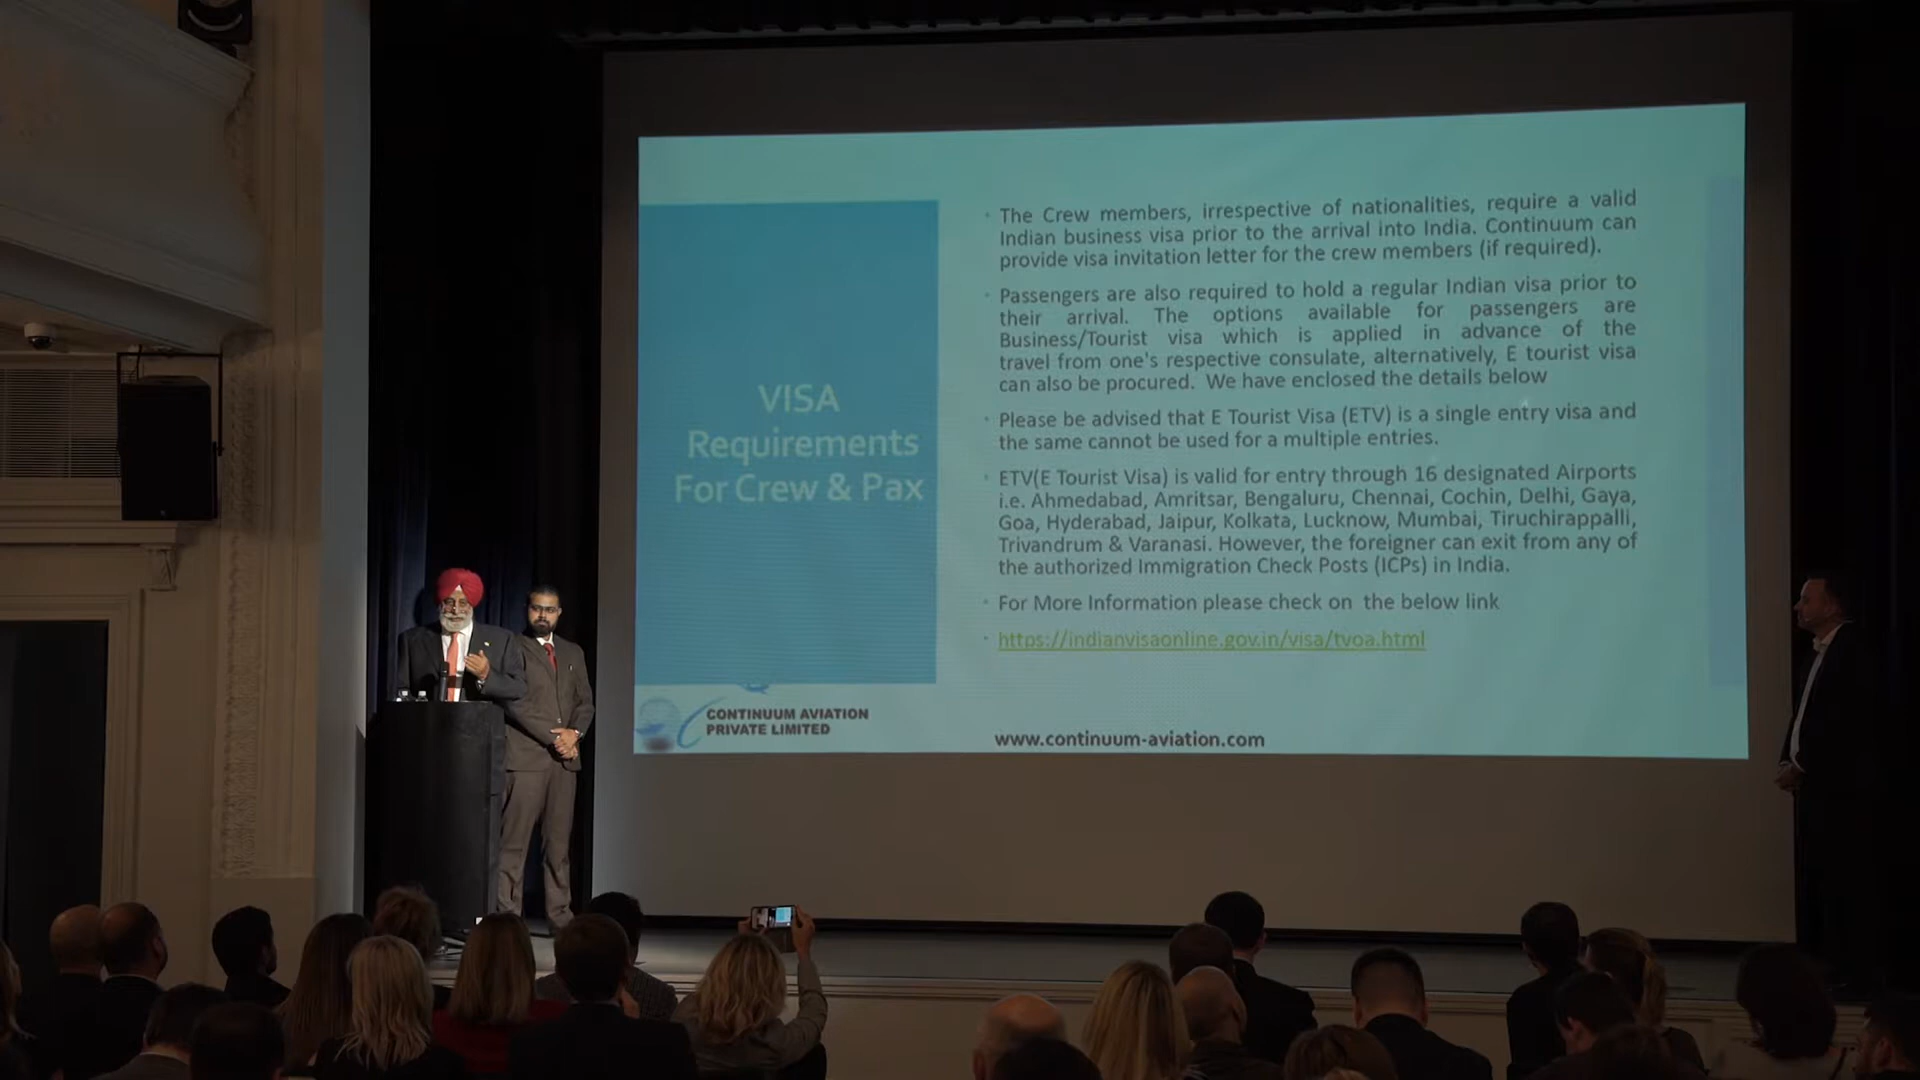 VISA
Requirements
For Crew & Pax
The Crew members, irrespective of nationalities, require a valid
Indian business visa prior to the arrival into India. Continuum can
provide visa invitation letter for the crew members (if required).
Passengers are also required to hold a regular Indian visa prior to
their arrival. The options available for passengers are
Business/Tourist visa which is applied in advance of the
travel from one's respective consulate, alternatively, E tourist visa
can also be procured. We have enclosed the details below
Please be advised that E Tourist Visa (ETV) is a single entry visa and
the same cannot be used for a multiple entries.
ETV(E Tourist Visa) is valid for entry through 16 designated Airports
i.e. Ahmedabad, Amritsar, Bengaluru, Chennai, Cochin, Delhi, Gaya,
Goa, Hyderabad, Jaipur, Kolkata, Lucknow, Mumbai, Tiruchirappalli,
Trivandrum & Varanasi. However, the foreigner can exit from any of
the authorized Immigration Check Posts (ICPs) in India.
For More Information please check on the below link
https://indianvisaonline.gov.in/visa/tvoa.html
CONTINUUM AVIATION
PRIVATE LIMITED
www.continuum-aviation.com